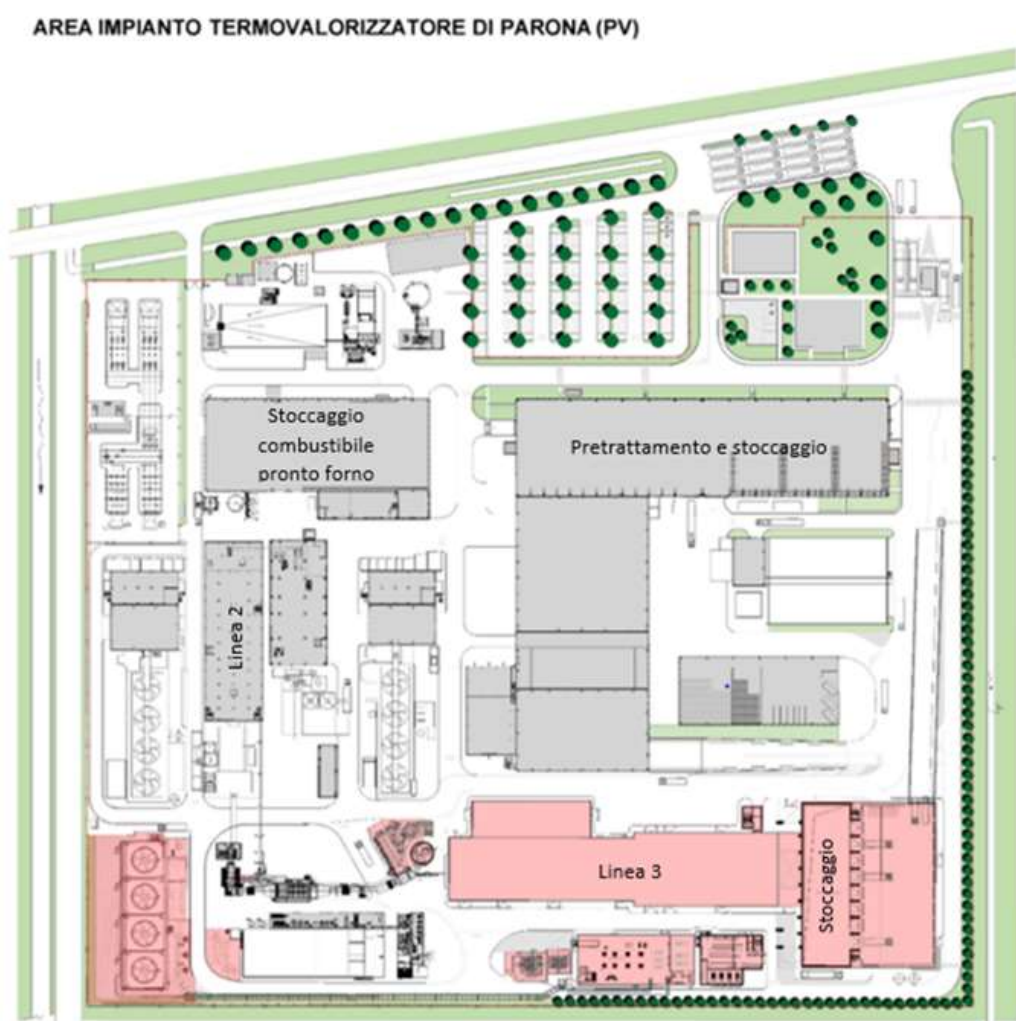 AREA IMPIANTO TERMOVALORIZZATORE DI PARONA (PV)
Stoccaggio
combustibile
pronto forno
Pretrattamento e stoccaggio
Linea 2
Linea 3
Stoccaggio